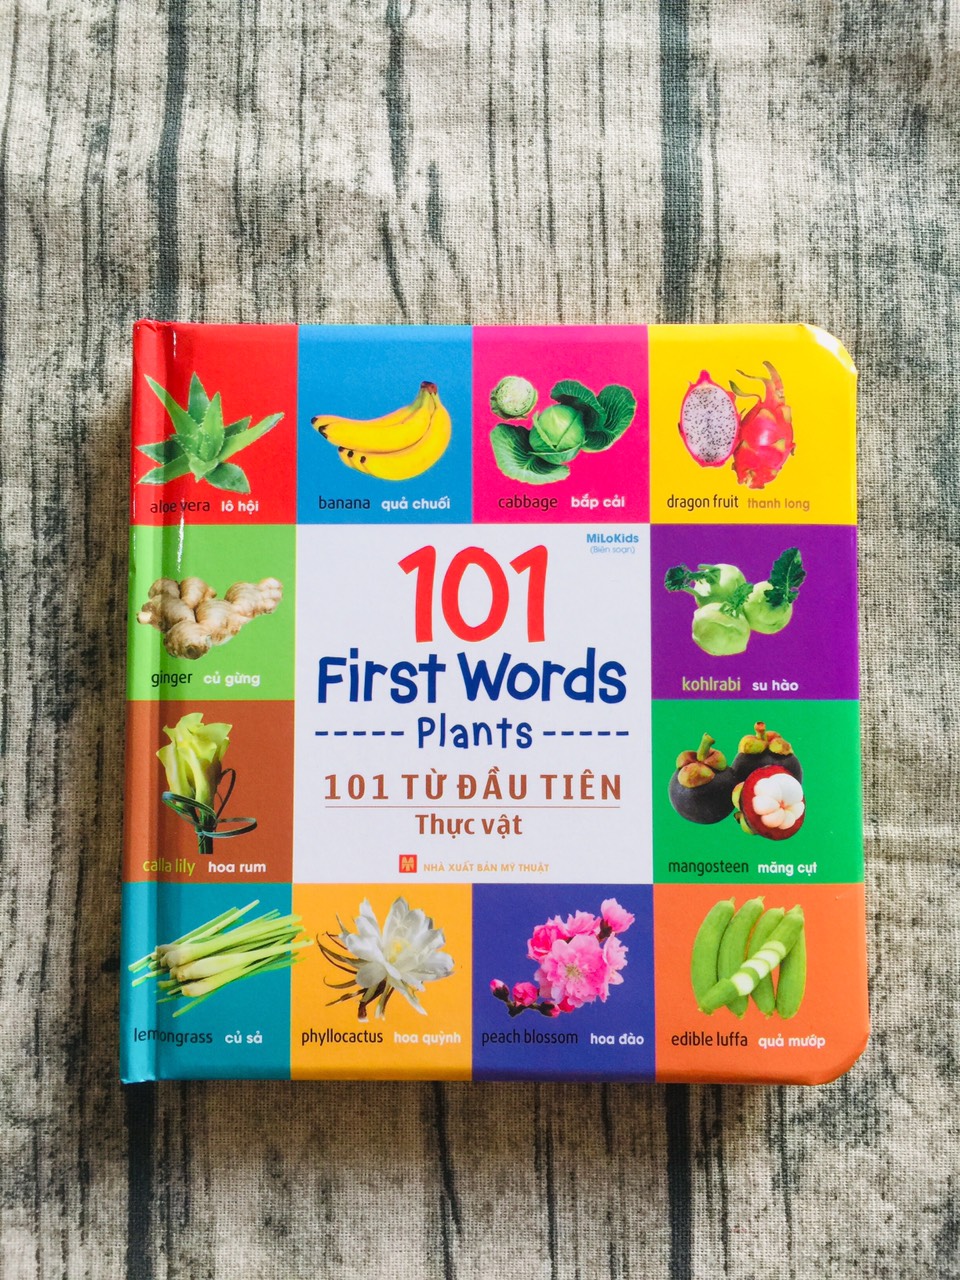 aloe vera lô hội
banana quả chuối
cabbage bắp cải
dragon fruit thanh long
MiLoKids
(Biên soạn)
101
First Words
Plants
101 TỪ ĐẦU TIÊN
Thực vật
NHÀ XUẤT BẢN MỸ THUẬT
ginger củ gừng
kohlrabi su hào
calla lily hoa rum
mangosteen măng cụt
lemongrass củ sả
phyllocactus hoa quỳnh
peach blossom hoa đào
edible luffa quả mướp